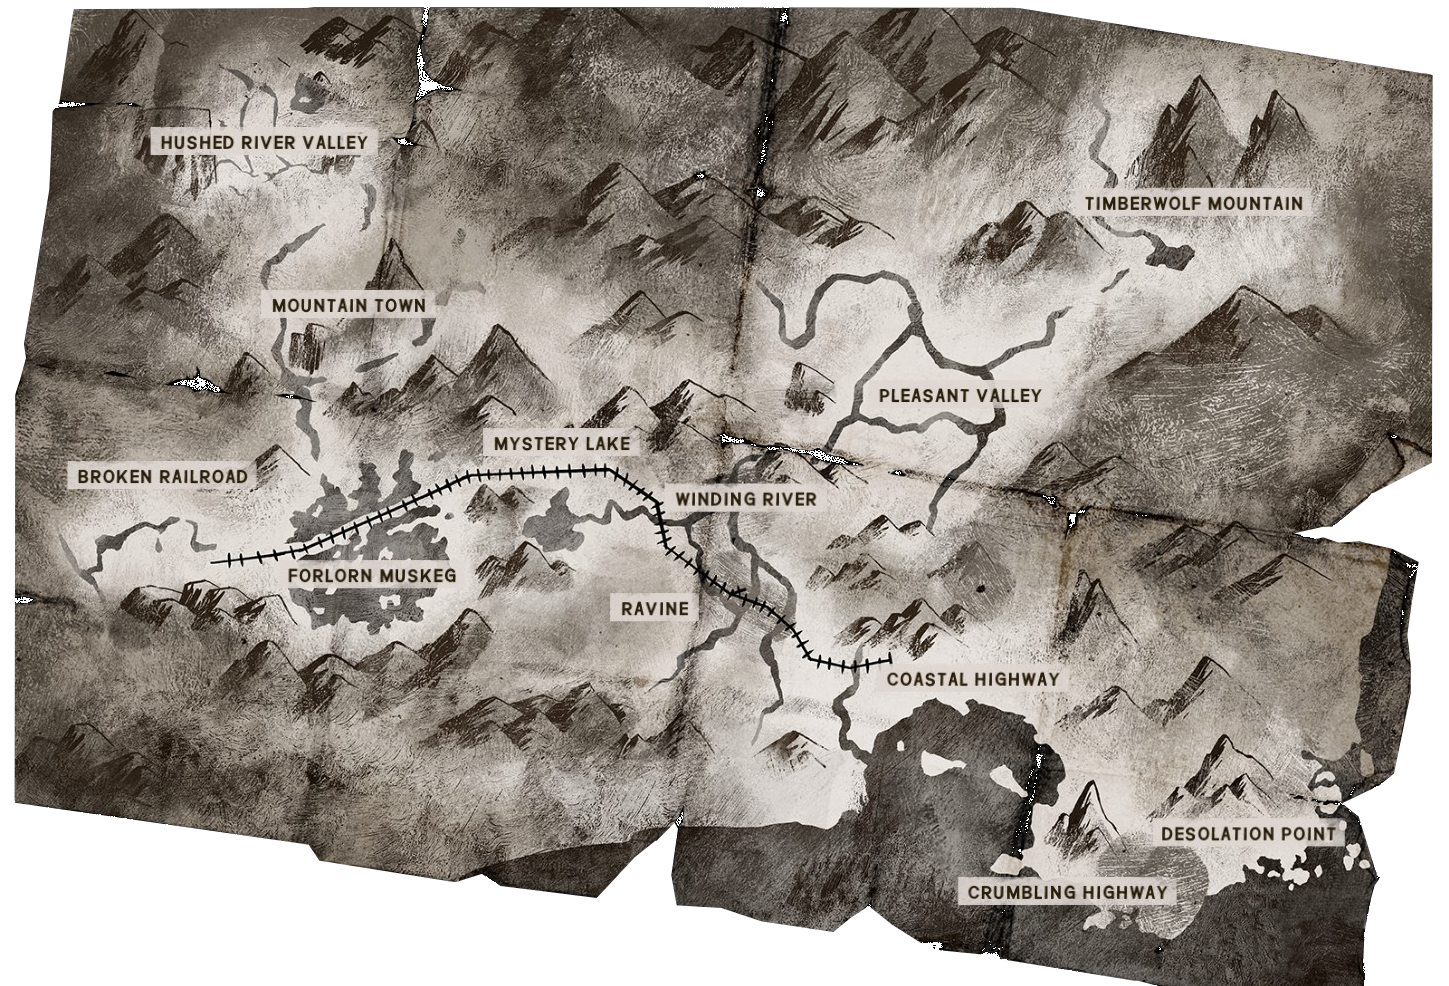 HUSHED RIVER VALLEY
TIMBERWOLF MOUNTAIN
MOUNTAIN TOWN
PLEASANT VALLEY
MYSTERY LAKE
BROKEN RAILROAD
WINDING RIVER
FORLORN MUSKEG
RAVINE
COASTAL HIGHWAY
DESOLATION POINT
CRUMBLING HIGHWAY